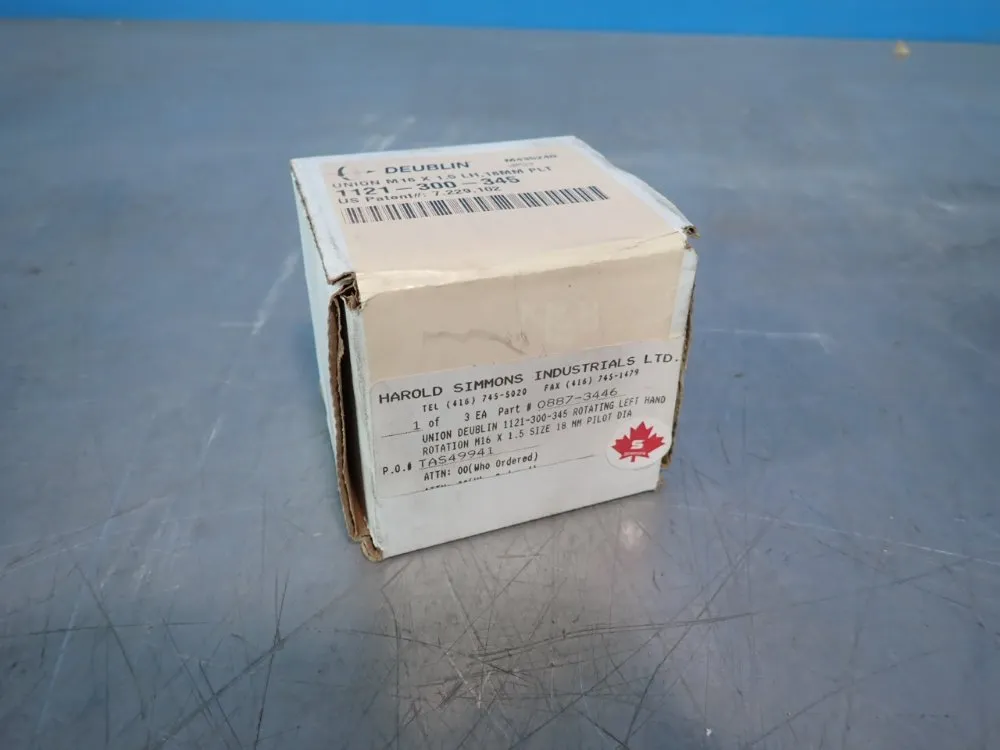 DEUBLIN
UNION M16 X 1.5 LH,18MM PLT
1121-300-345
US Patent#: 7,229,102
HAROLD SIMMONS INDUSTRIALS LTD.
TEL (416) 745-5020 FAX (416) 745-1479
1 of 3 EA Part # 0887-3446
UNION DEUBLIN 1121-300-345 ROTATING LEFT HAND
ROTATION M16 X 1.5 SIZE 18 MM PILOT DIA
P.O.# TAS49941
ATTN: 00(Who Ordered)
S
SIMMONS